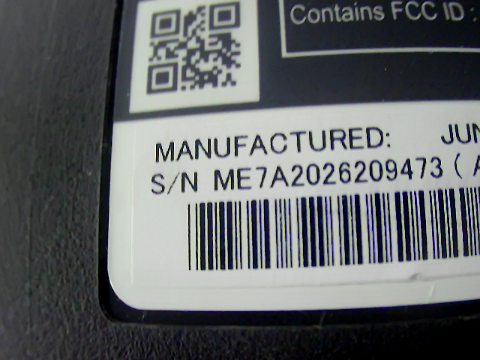 Contains FCC ID :
MANUFACTURED: JUN
S/N ME7A2026209473 ( A